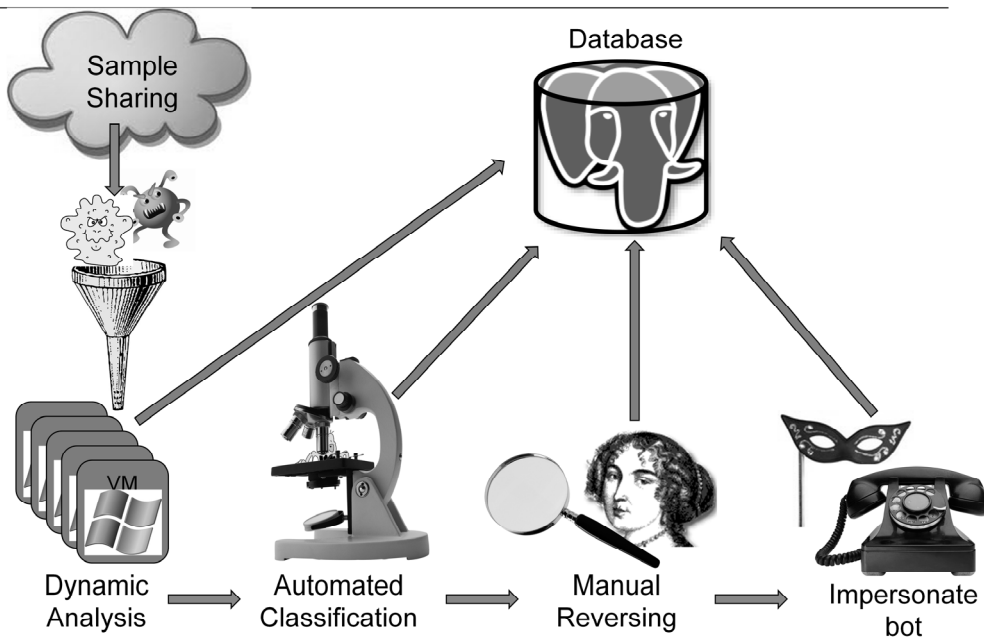 Sample
Sharing
Database
VM
Dynamic
Analysis
Automated
Classification
Manual
Reversing
Impersonate
bot